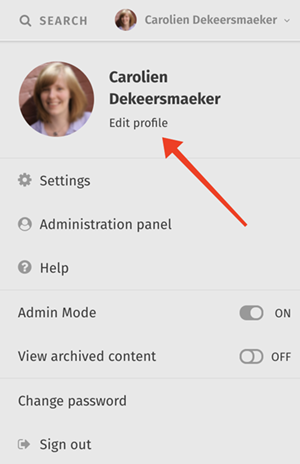 SEARCH Carolien Dekeersmaeker
Carolien
Dekeersmaeker
Edit profile
Settings
Administration panel
Help
Admin Mode ON
View archived content OFF
Change password
Sign out